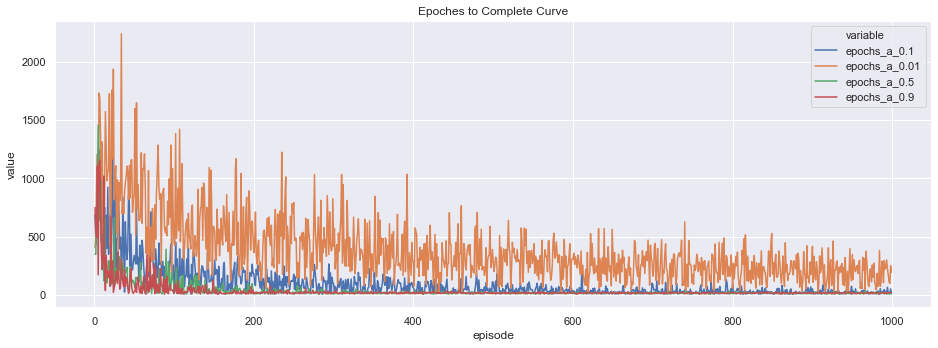 Epoches to Complete Curve
variable
epochs_a_0.1
epochs_a_0.01
epochs_a_0.5
epochs_a_0.9
value
2000
1500
1000
500
0
0
200
400
600
800
1000
episode